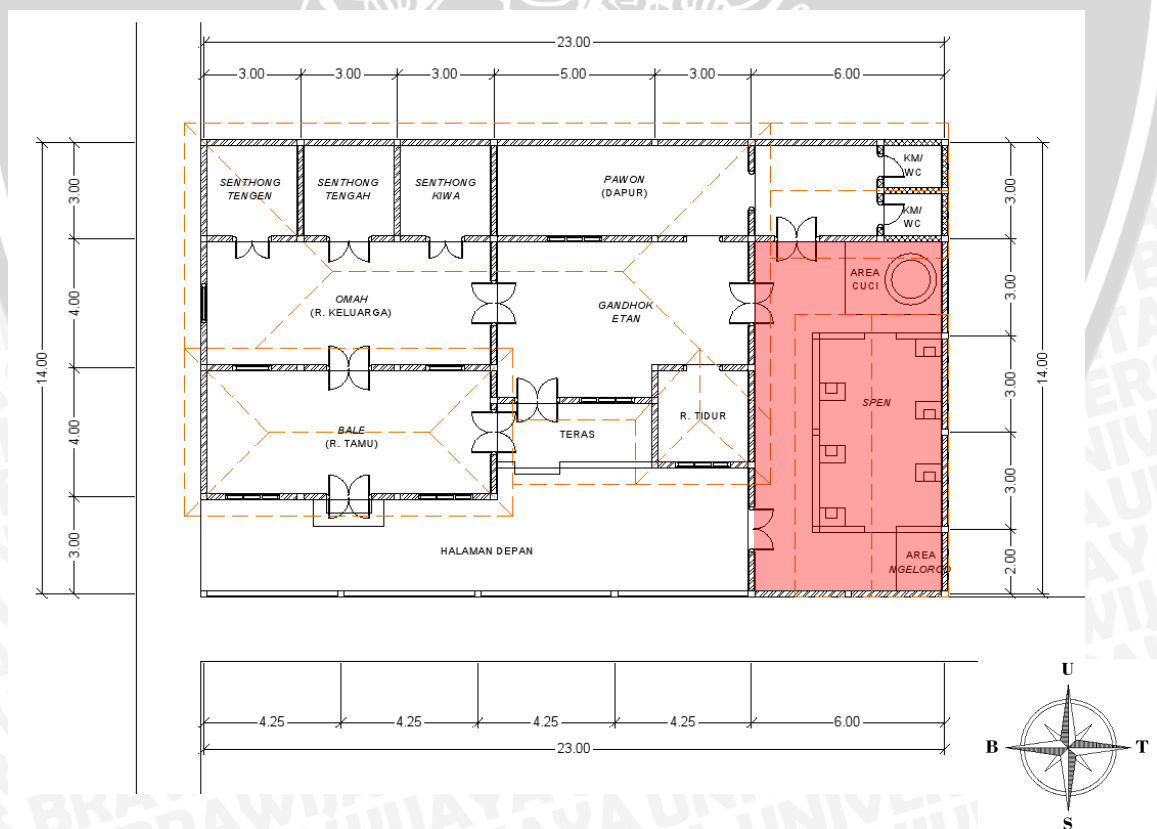 23.00
3.00 3.00 3.00 5.00 3.00 6.00
14.00
3.00
4.00
4.00
3.00
SENTHONG
TENGEN
SENTHONG
TENGAH
SENTHONG
KIWA
PAWON
(DAPUR)
KM/
WC
KM/
WC
OMAH
(R. KELUARGA)
GANDHOK
ETAN
AREA
CUCI
BALE
(R. TAMU)
TERAS
R. TIDUR
SPEN
HALAMAN DEPAN
AREA
NGELOROD
3.00
3.00
3.00
3.00
2.00
14.00
4.25 4.25 4.25 4.25 6.00
23.00
U
B T
S